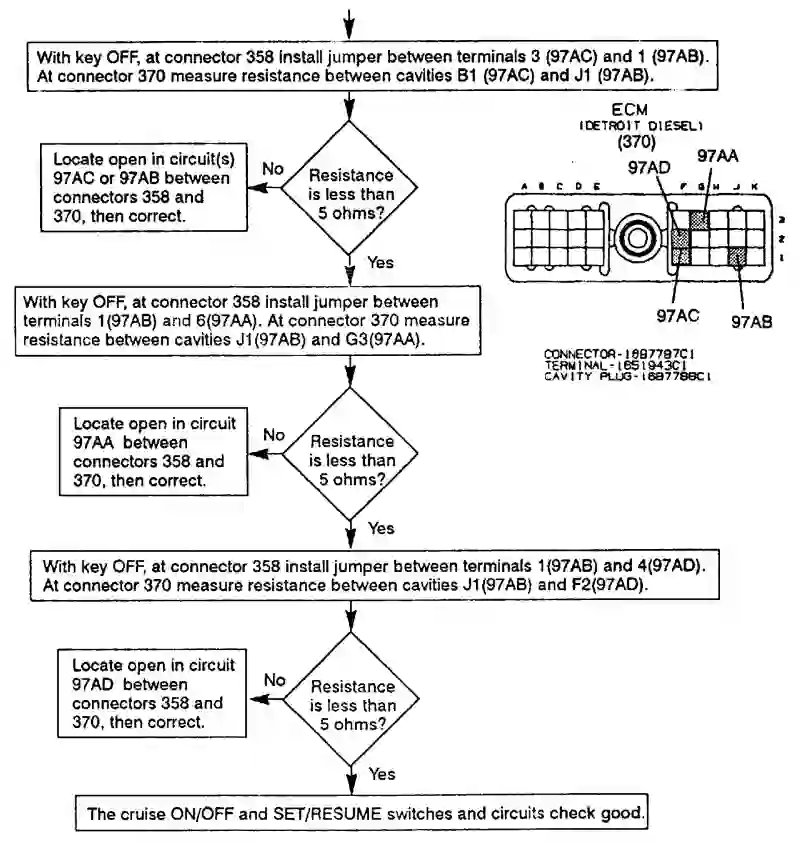 With key OFF, at connector 358 install jumper between terminals 3 (97AC) and 1 (97AB).
At connector 370 measure resistance between cavities B1 (97AC) and J1 (97AB).
Locate open in circuit(s)
97AC or 97AB between
connectors 358 and
370, then correct.
No
Resistance
is less than
5 ohms?
Yes
ECM
(DETROIT DIESEL)
(370)
97AA
97AD
A B C D E F G H J K
3
2
1
97AC
97AB
CONNECTOR-1687787C1
TERMINAL-1651943C1
CAVITY PLUG-1687788C1
With key OFF, at connector 358 install jumper between
terminals 1(97AB) and 6(97AA). At connector 370 measure
resistance between cavities J1(97AB) and G3(97AA).
Locate open in circuit
97AA between
connectors 358 and
370, then correct.
No
Resistance
is less than
5 ohms?
Yes
With key OFF, at connector 358 install jumper between terminals 1(97AB) and 4(97AD).
At connector 370 measure resistance between cavities J1(97AB) and F2(97AD).
Locate open in circuit
97AD between
connectors 358 and
370, then correct.
No
Resistance
is less than
5 ohms?
Yes
The cruise ON/OFF and SET/RESUME switches and circuits check good.